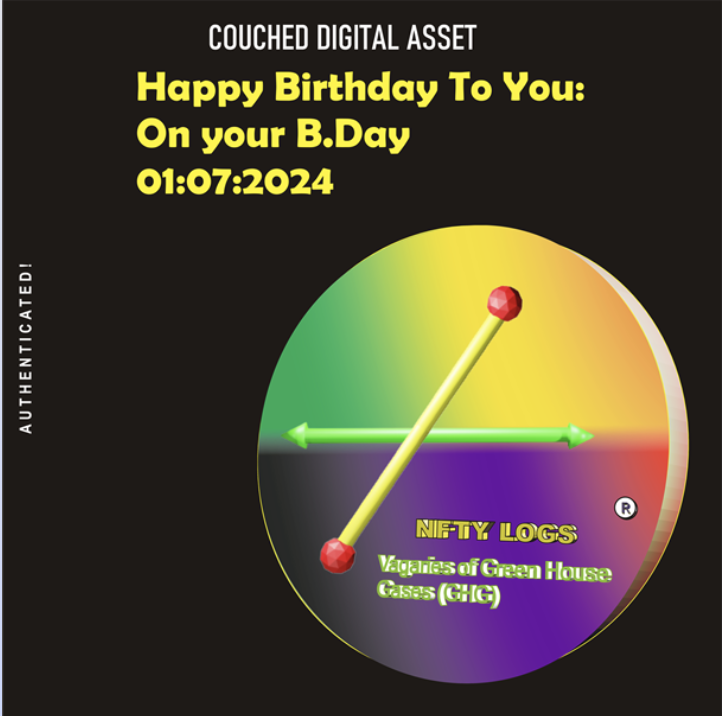 COUCHED DIGITAL ASSET
Happy Birthday To You:
On your B.Day
01:07:2024
AUTHENTICATED!
®
NIFTY LOGS
Vagaries of Green House
Gases (GHG)